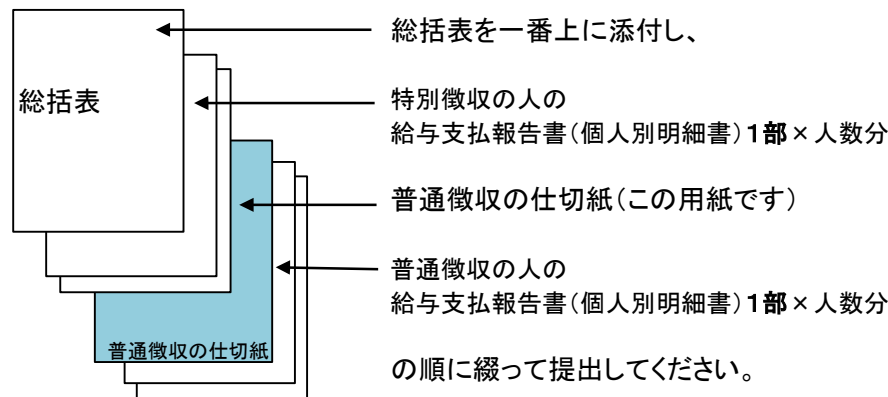 総括表を一番上に添付し、
総括表
特別徴収の人の
給与支払報告書(個人別明細書)1部×人数分
普通徴収の仕切紙(この用紙です)
普通徴収の人の
給与支払報告書(個人別明細書)1部×人数分
普通徴収の仕切紙
の順に綴って提出してください。